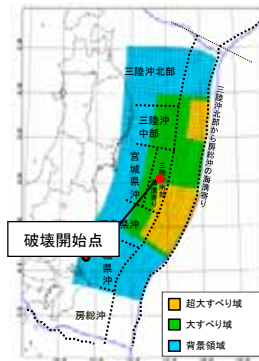 三陸沖北部
三陸沖
中部
宮城県沖
三陸沖北部から房総沖の海溝寄り
破壊開始点
県沖
城県沖
房総沖
超大すべり域
大すべり域
背景領域